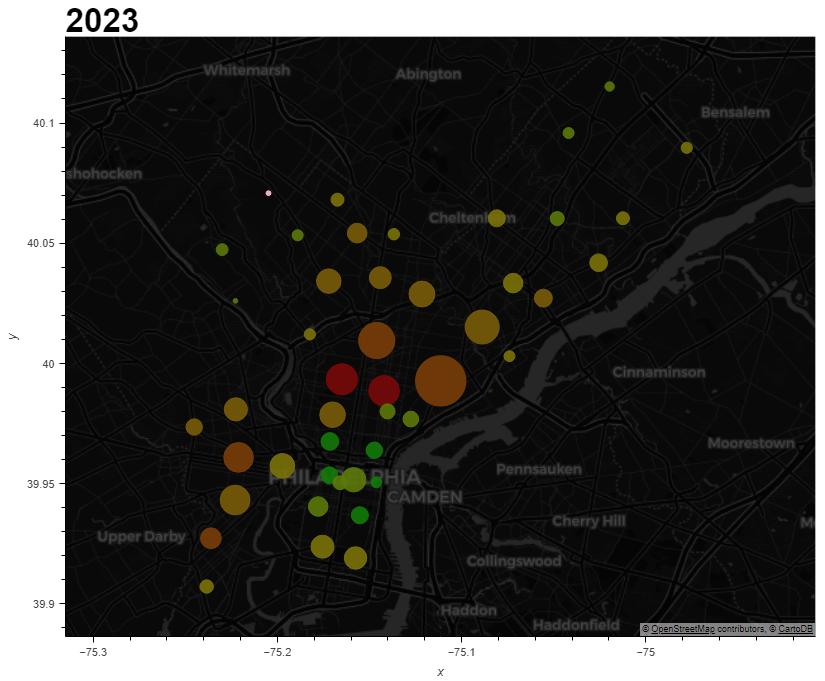 2023
Whitemarsh
Abington
Bensalem
40.1
shohocken
Cheltenham
40.05
y
40
Cinnaminson
Moorestown
39.95
PHILADELPHIA
Pennsauken
CAMDEN
Cherry Hill
M
Upper Darby
Collingswood
39.9
Haddon
Haddonfield
© OpenStreetMap contributors, © CartoDB
−75.3 −75.2 −75.1 −75
x